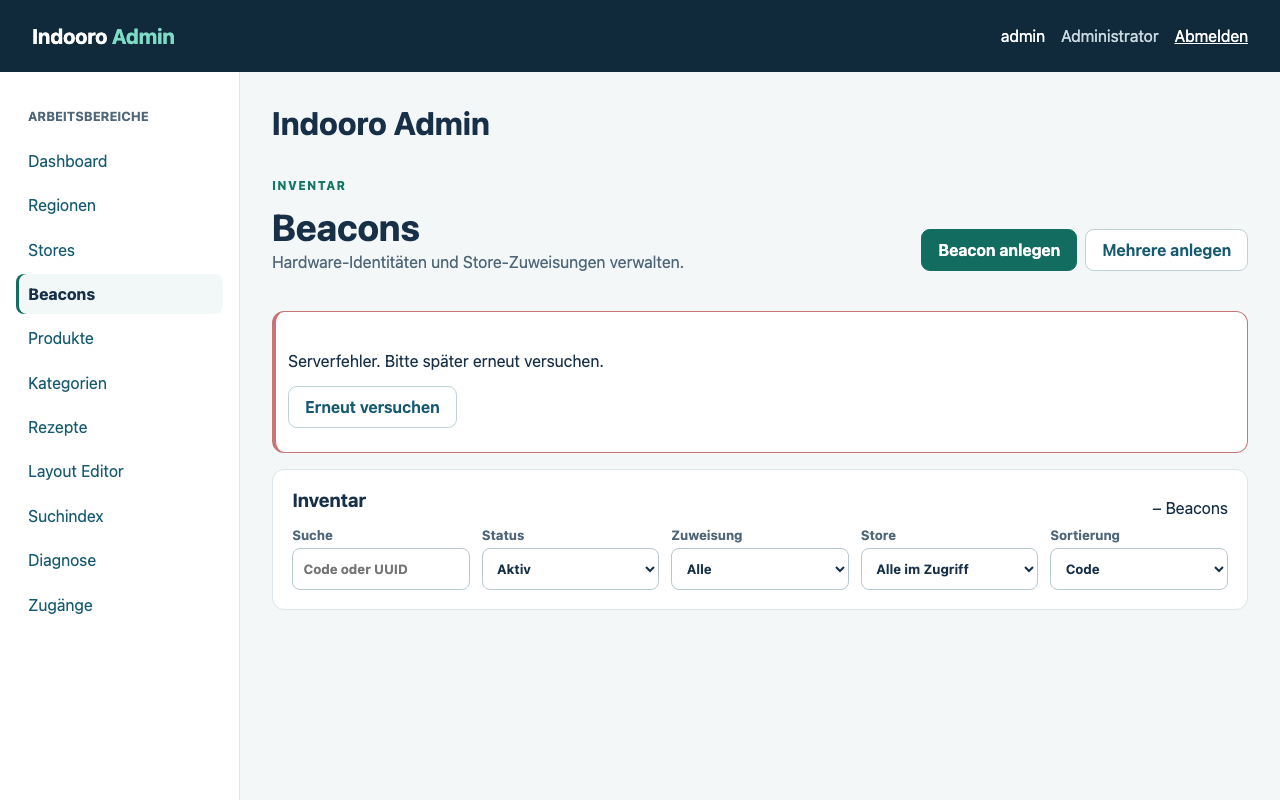 Indooro Admin
admin Administrator Abmelden
ARBEITSBEREICHE
Dashboard
Regionen
Stores
Beacons
Produkte
Kategorien
Rezepte
Layout Editor
Suchindex
Diagnose
Zugänge
Indooro Admin
INVENTAR
Beacons
Hardware-Identitäten und Store-Zuweisungen verwalten.
Beacon anlegen
Mehrere anlegen
Serverfehler. Bitte später erneut versuchen.
Erneut versuchen
Inventar
– Beacons
Suche Status Zuweisung Store Sortierung
Code oder UUID Aktiv Alle Alle im Zugriff Code